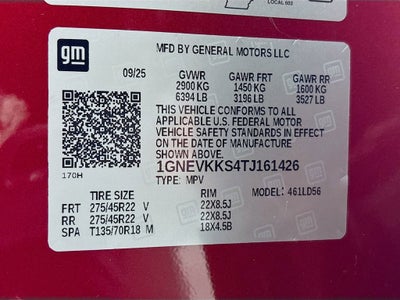 LOCAL 602
gm
MFD BY GENERAL MOTORS LLC
09/25 GVWR GAWR FRT GAWR RR
2900 KG 1450 KG 1600 KG
6394 LB 3196 LB 3527 LB
THIS VEHICLE CONFORMS TO ALL
APPLICABLE U.S. FEDERAL MOTOR
VEHICLE SAFETY STANDARDS IN EFFECT
ON THE DATE OF MANUFACTURE
SHOWN ABOVE.
1GNEVKKS4TJ161426
170H TYPE: MPV
TIRE SIZE RIM MODEL: 461LD56
FRT 275/45R22 V 22X8.5J
RR 275/45R22 V 22X8.5J
SPA T135/70R18 M 18X4.5B